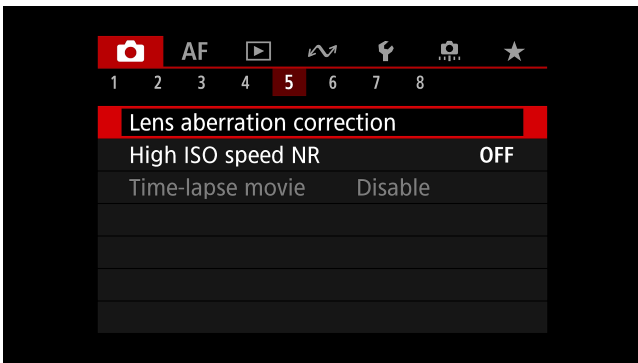 AF
1 2 3 4 5 6 7 8
Lens aberration correction
High ISO speed NR OFF
Time-lapse movie Disable